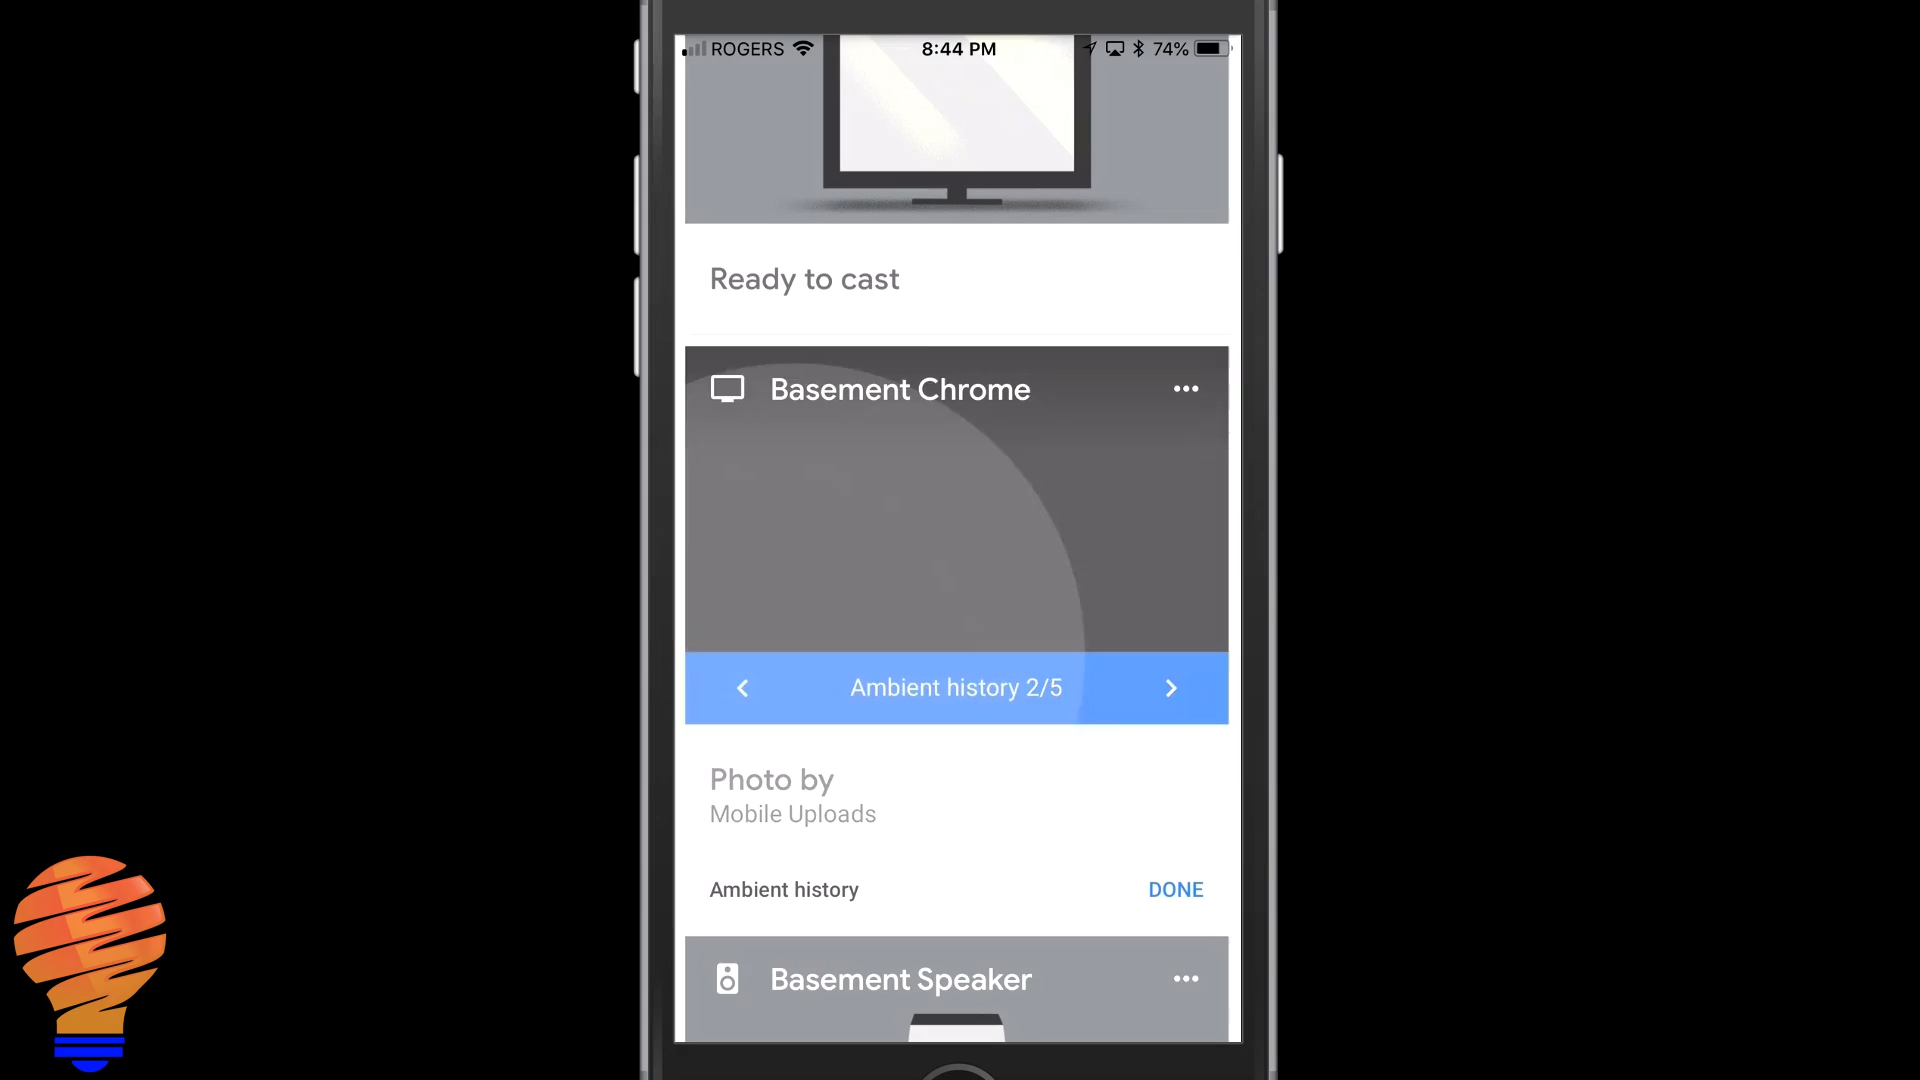 ROGERS 8:44 PM 74%
Ready to cast
Basement Chrome
Ambient history 2/5
Photo by
Mobile Uploads
Ambient history DONE
Basement Speaker